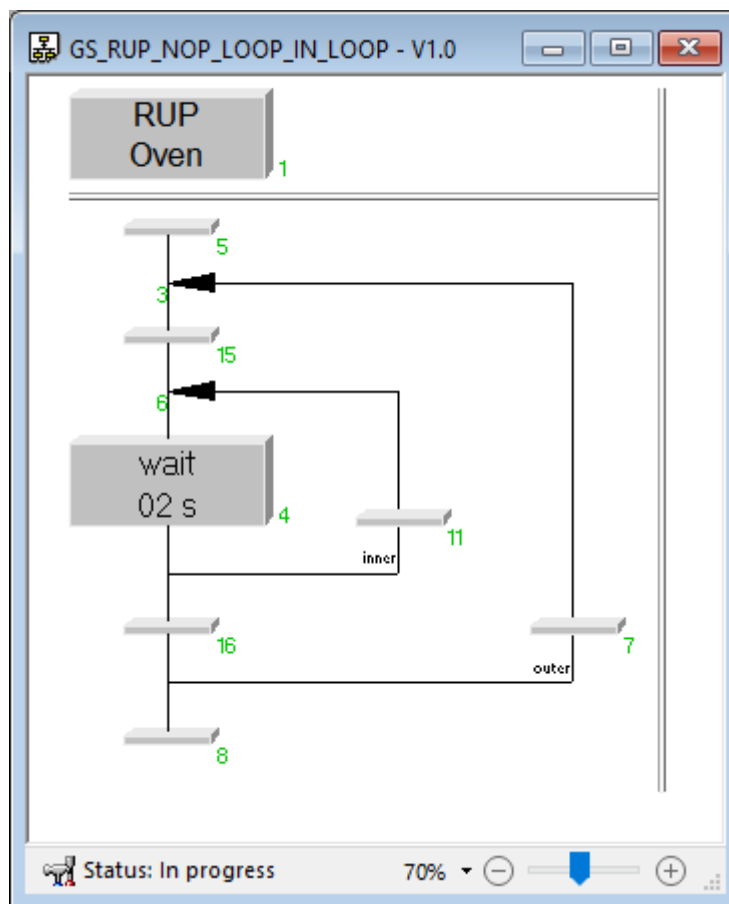 GS_RUP_NOP_LOOP_IN_LOOP - V1.0
RUP
Oven
1
5
3
15
6
wait
02 s
4
11
inner
16
7
outer
8
Status: In progress
70%